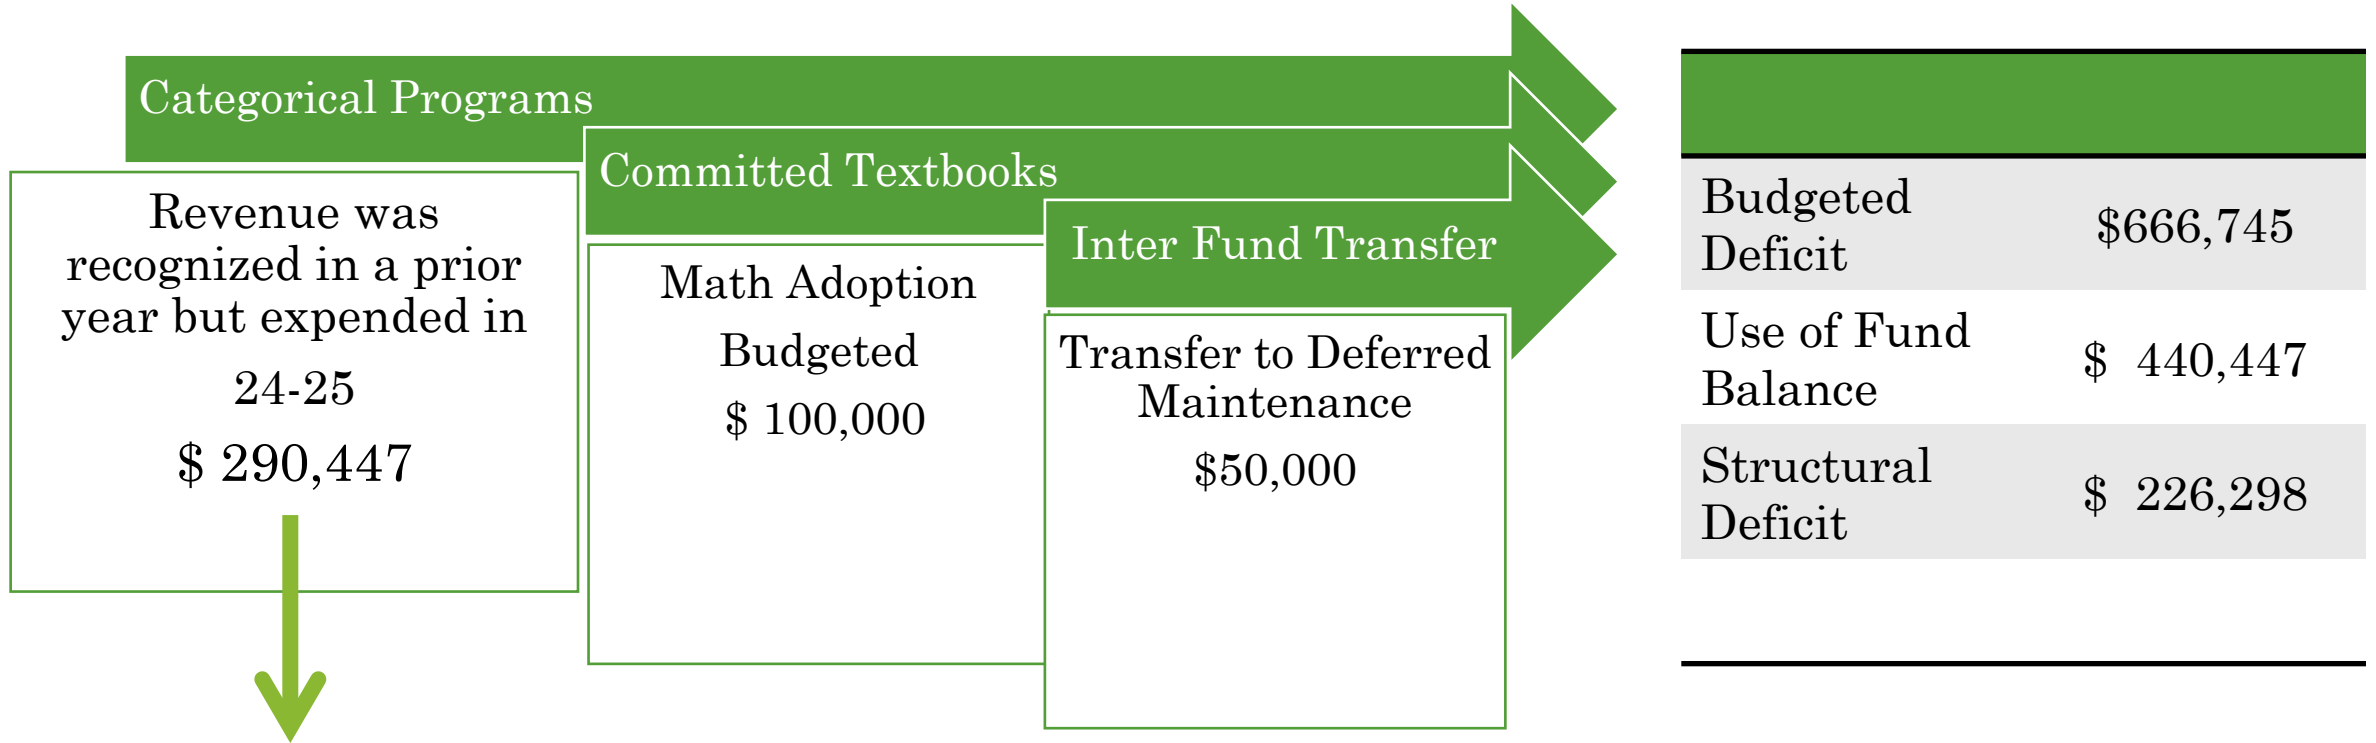 Categorical Programs
Revenue was
recognized in a prior
year but expended in
24-25
$ 290,447
Committed Textbooks
Math Adoption
Budgeted
$ 100,000
Inter Fund Transfer
Transfer to Deferred
Maintenance
$50,000
Budgeted
Deficit
$666,745
Use of Fund
Balance
$ 440,447
Structural
Deficit
$ 226,298